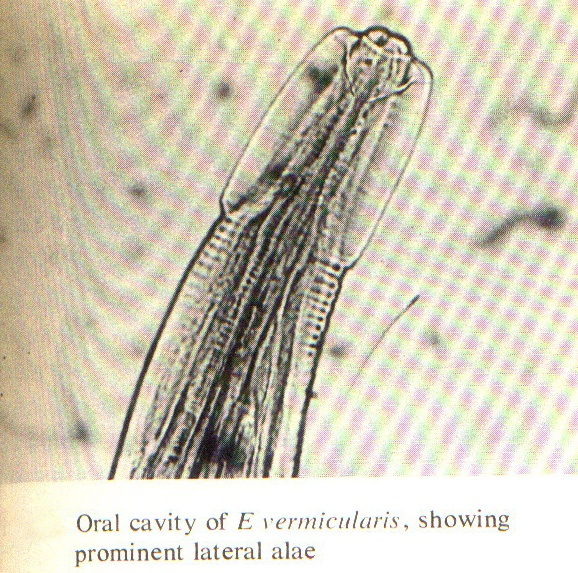 Oral cavity of E vermicularis, showing
prominent lateral alae